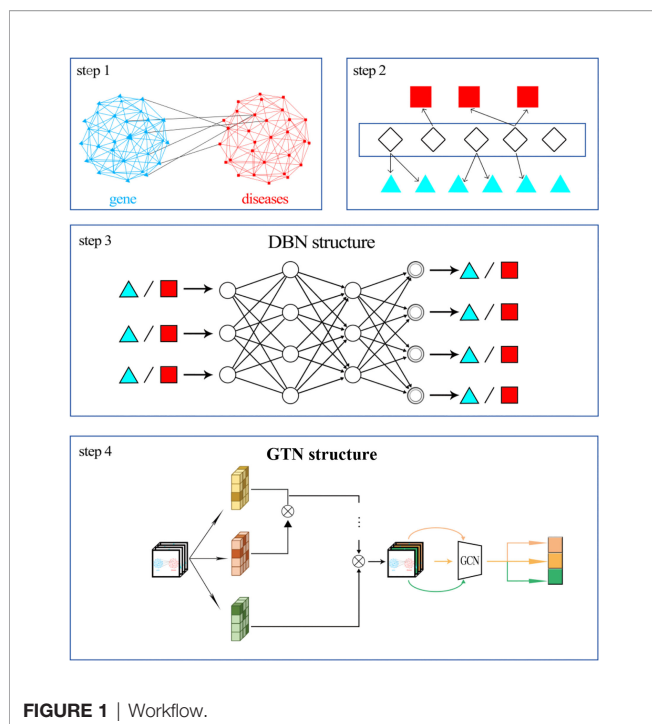 step 1
gene
diseases
step 2
step 3
DBN structure
/
/
/
/
/
/
/
step 4
GTN structure
GCN
FIGURE 1 | Workflow.